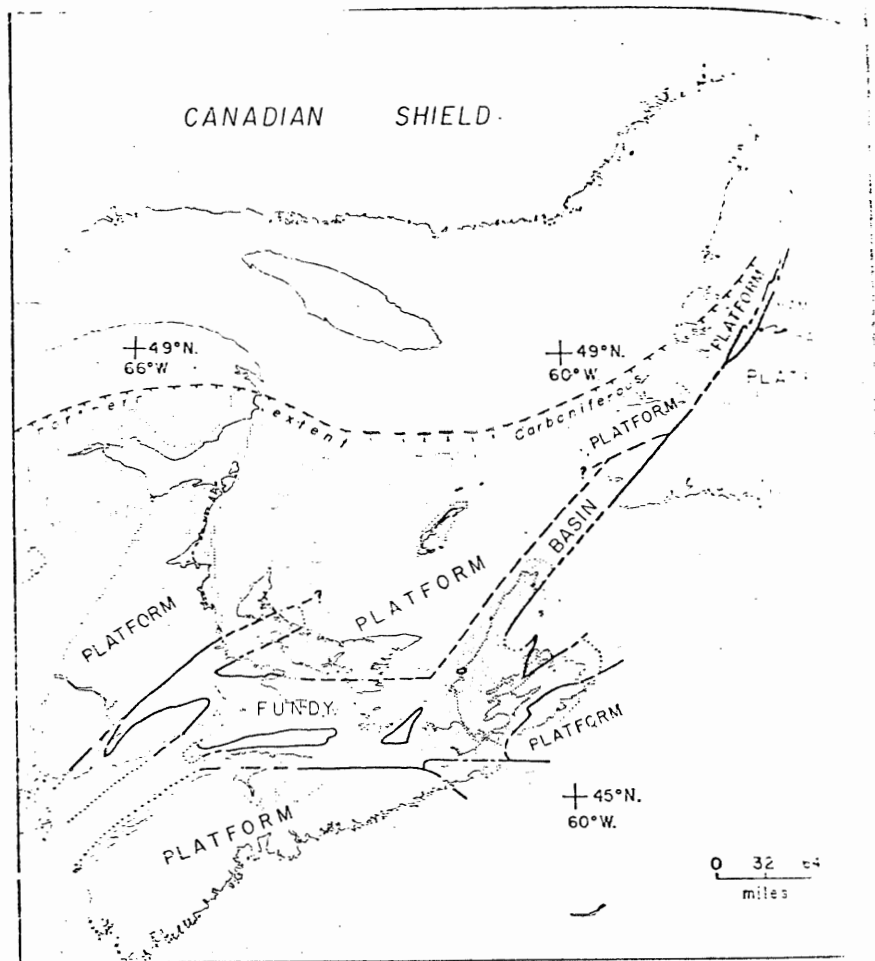 CANADIAN SHIELD
49°N.
66°W
49°N.
60°W
PLATFORM
extent
Carboniferous
PLATFORM
BASIN
PLATFORM
PLATFORM
FUNDY
PLATFORM
PLATFORM
45°N.
60°W.
0 32
miles